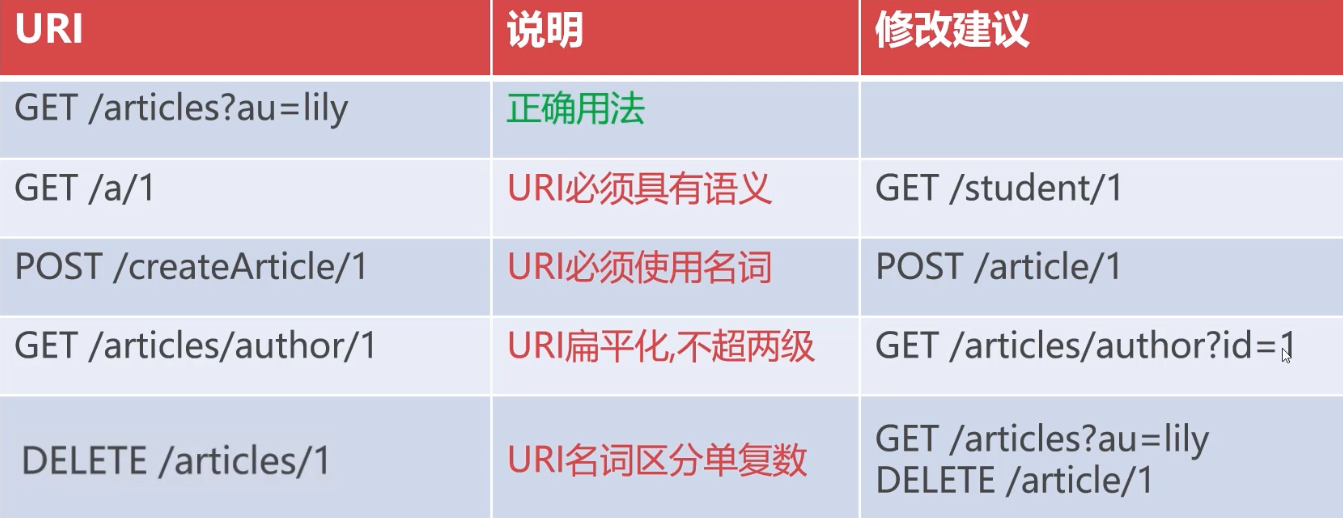 URI 说明 修改建议
GET /articles?au=lily 正确用法
GET /a/1 URI必须具有语义 GET /student/1
POST /createArticle/1 URI必须使用名词 POST /article/1
GET /articles/author/1 URI扁平化,不超两级 GET /articles/author?id=1
DELETE /articles/1 URI名词区分单复数 GET /articles?au=lily
DELETE /article/1